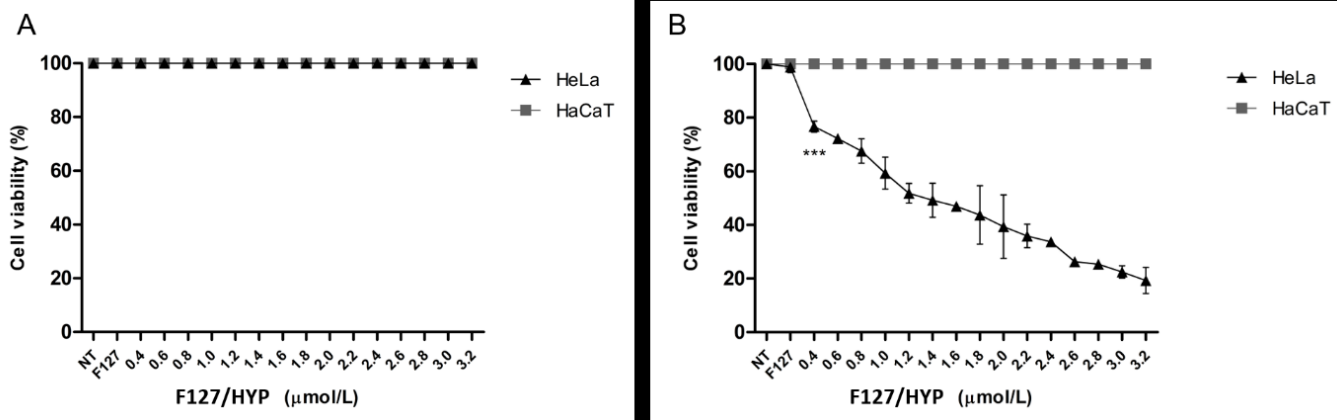 A
Cell viability (%)
100
80
60
40
20
0
NT F127 0.4 0.6 0.8 1.0 1.2 1.4 1.6 1.8 2.0 2.2 2.4 2.6 2.8 3.0 3.2
F127/HYP (μmol/L)
HeLa
HaCaT
B
Cell viability (%)
100
80
60
40
20
0
***
NT F127 0.4 0.6 0.8 1.0 1.2 1.4 1.6 1.8 2.0 2.2 2.4 2.6 2.8 3.0 3.2
F127/HYP (μmol/L)
HeLa
HaCaT